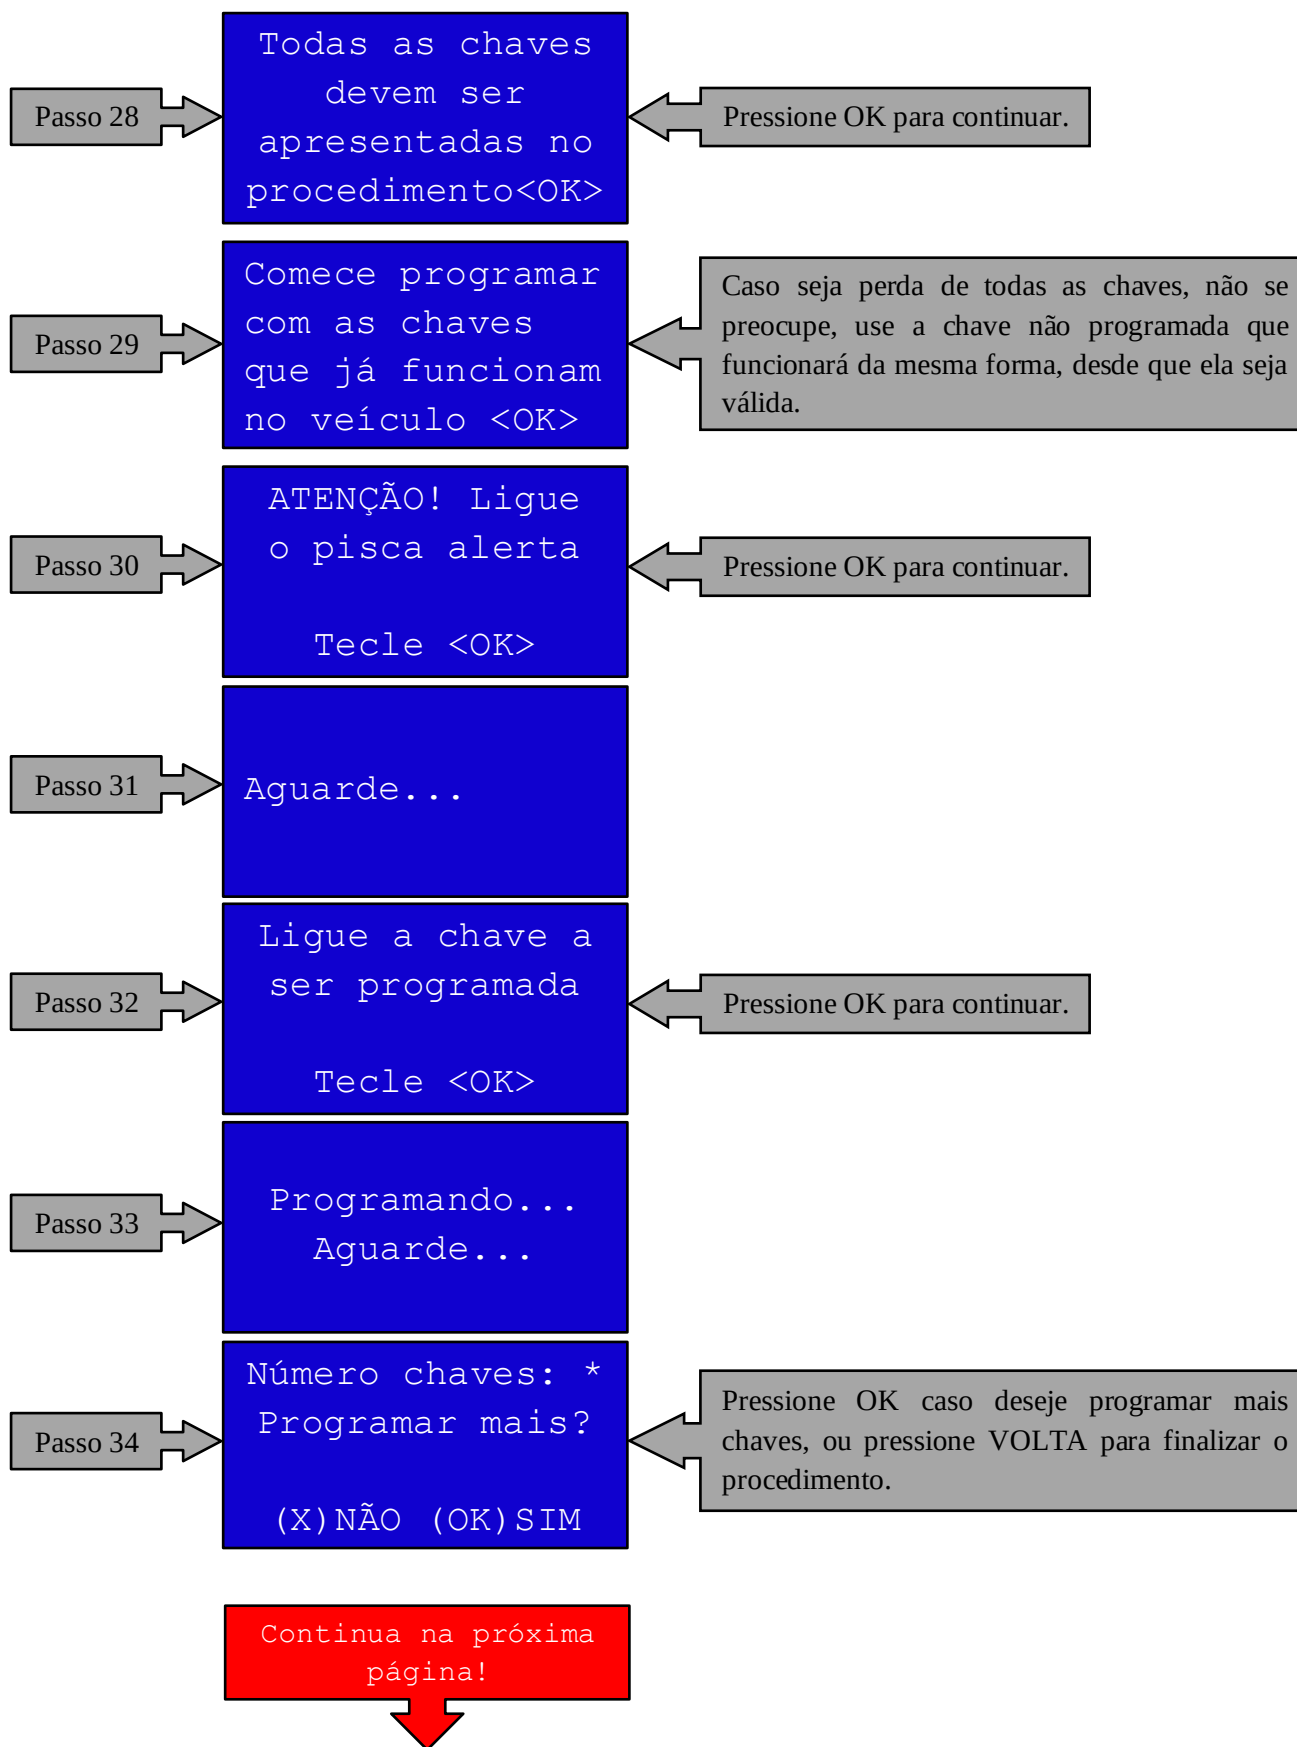 Passo 28
Todas as chaves
devem ser
apresentadas no
procedimento<OK>
Pressione OK para continuar.
Passo 29
Comece programar
com as chaves
que já funcionam
no veículo <OK>
Caso seja perda de todas as chaves, não se
preocupe, use a chave não programada que
funcionará da mesma forma, desde que ela seja
válida.
Passo 30
ATENÇÃO! Ligue
o pisca alerta
Tecle <OK>
Pressione OK para continuar.
Passo 31
Aguarde...
Passo 32
Ligue a chave a
ser programada
Tecle <OK>
Pressione OK para continuar.
Passo 33
Programando...
Aguarde...
Passo 34
Número chaves: *
Programar mais?
(X)NÃO (OK)SIM
Pressione OK caso deseje programar mais
chaves, ou pressione VOLTA para finalizar o
procedimento.
Continua na próxima
página!